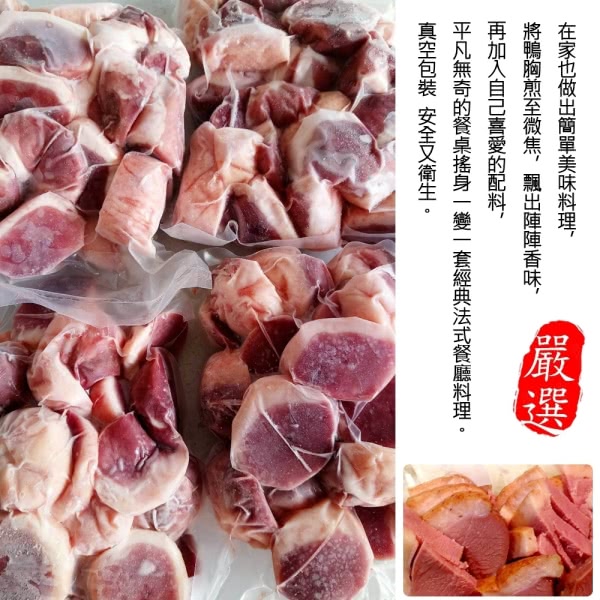 在家也做出簡單美味料理,
將鴨胸煎至微焦, 飄出陣陣香味,
再加入自己喜愛的配料,
平凡無奇的餐桌搖身一變一套經典法式餐廳料理。
真空包裝 安全又衛生。
嚴選